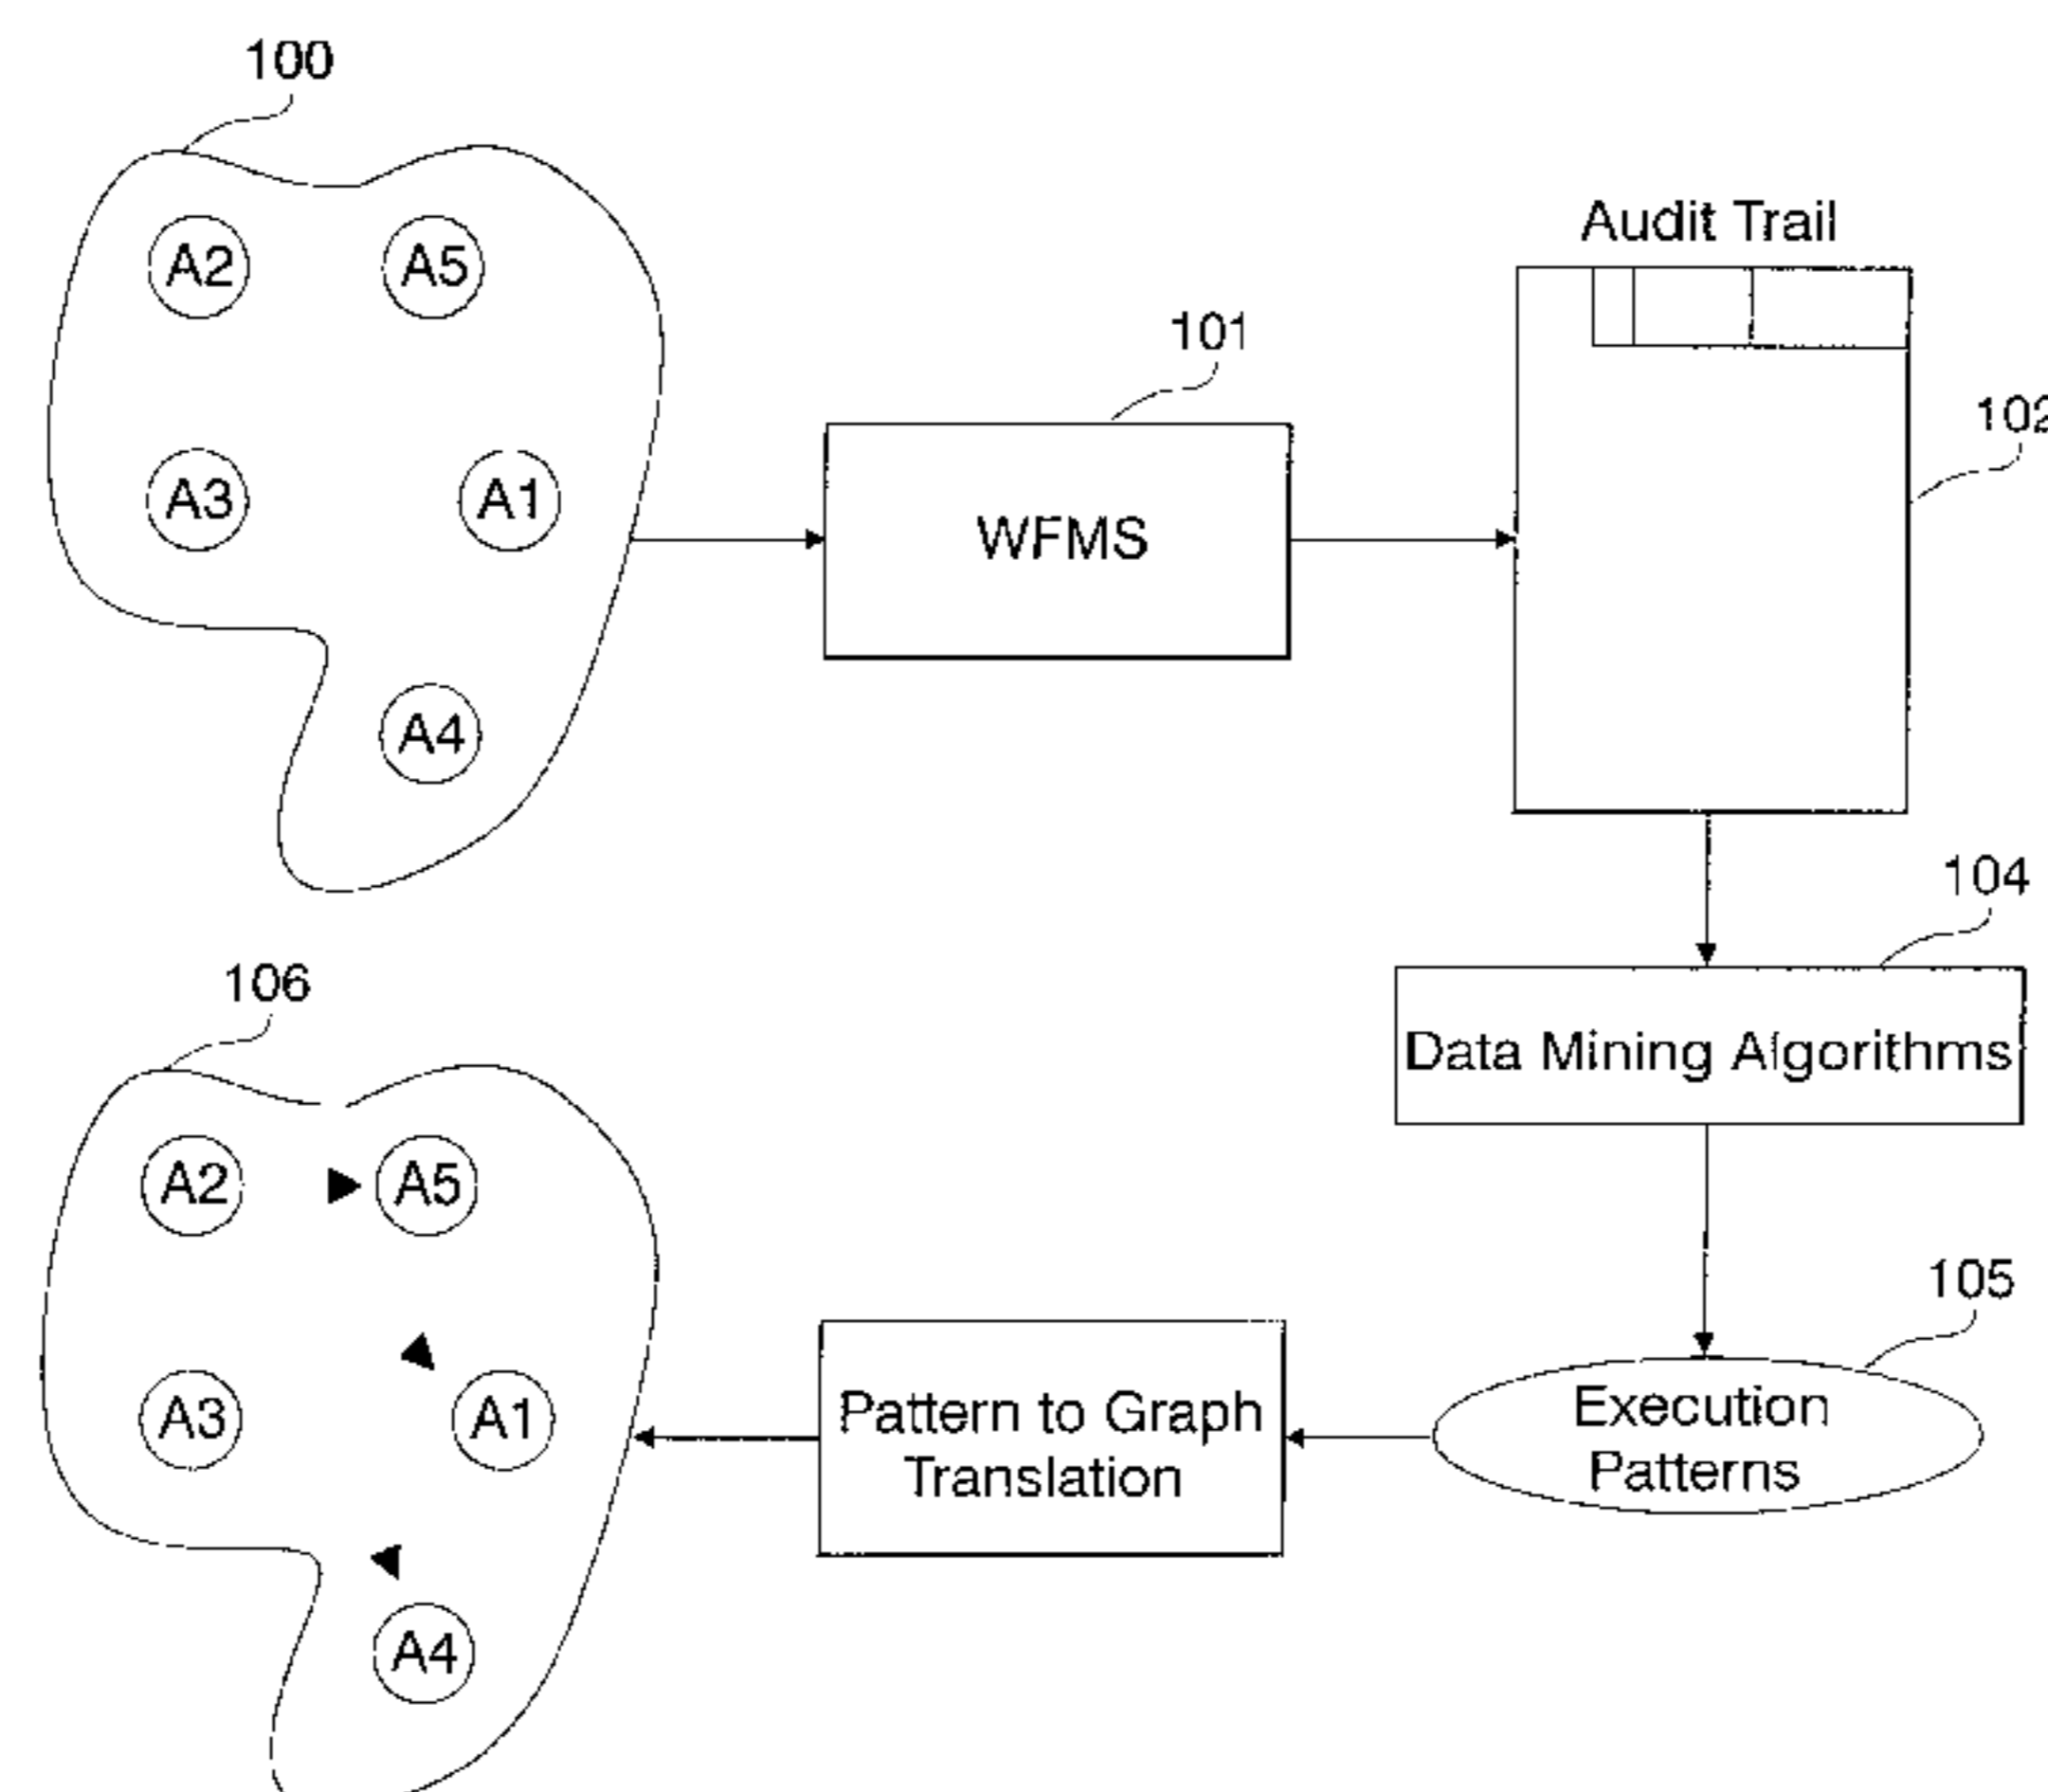 100
A2
A5
A3
A1
A4
101
WFMS
Audit Trail
102
104
Data Mining Algorithms
105
Execution
Patterns
Pattern to Graph
Translation
106
A2
A5
A3
A1
A4